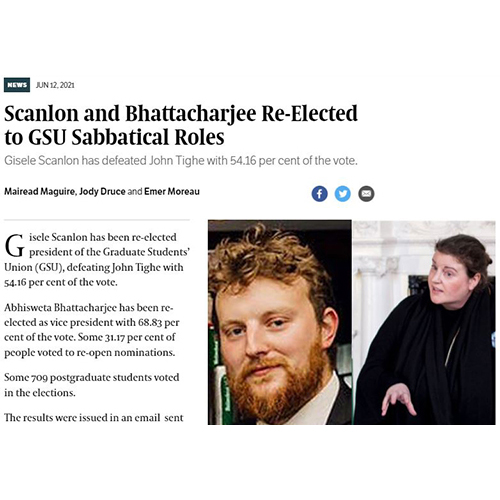 NEWS JUN 12, 2021
Scanlon and Bhattacharjee Re-Elected
to GSU Sabbatical Roles
Gisele Scanlon has defeated John Tighe with 54.16 per cent of the vote.
Mairead Maguire, Jody Druce and Emer Moreau
Gisele Scanlon has been re-elected
president of the Graduate Students'
Union (GSU), defeating John Tighe with
54.16 per cent of the vote.
Abhisweta Bhattacharjee has been re-
elected as vice president with 68.83 per
cent of the vote. Some 31.17 per cent of
people voted to re-open nominations.
Some 709 postgraduate students voted
in the elections.
The results were issued in an email sent